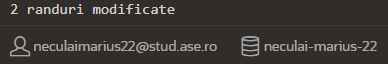 2 randuri modificate
neculaimarius22@stud.ase.ro neculai-marius-22